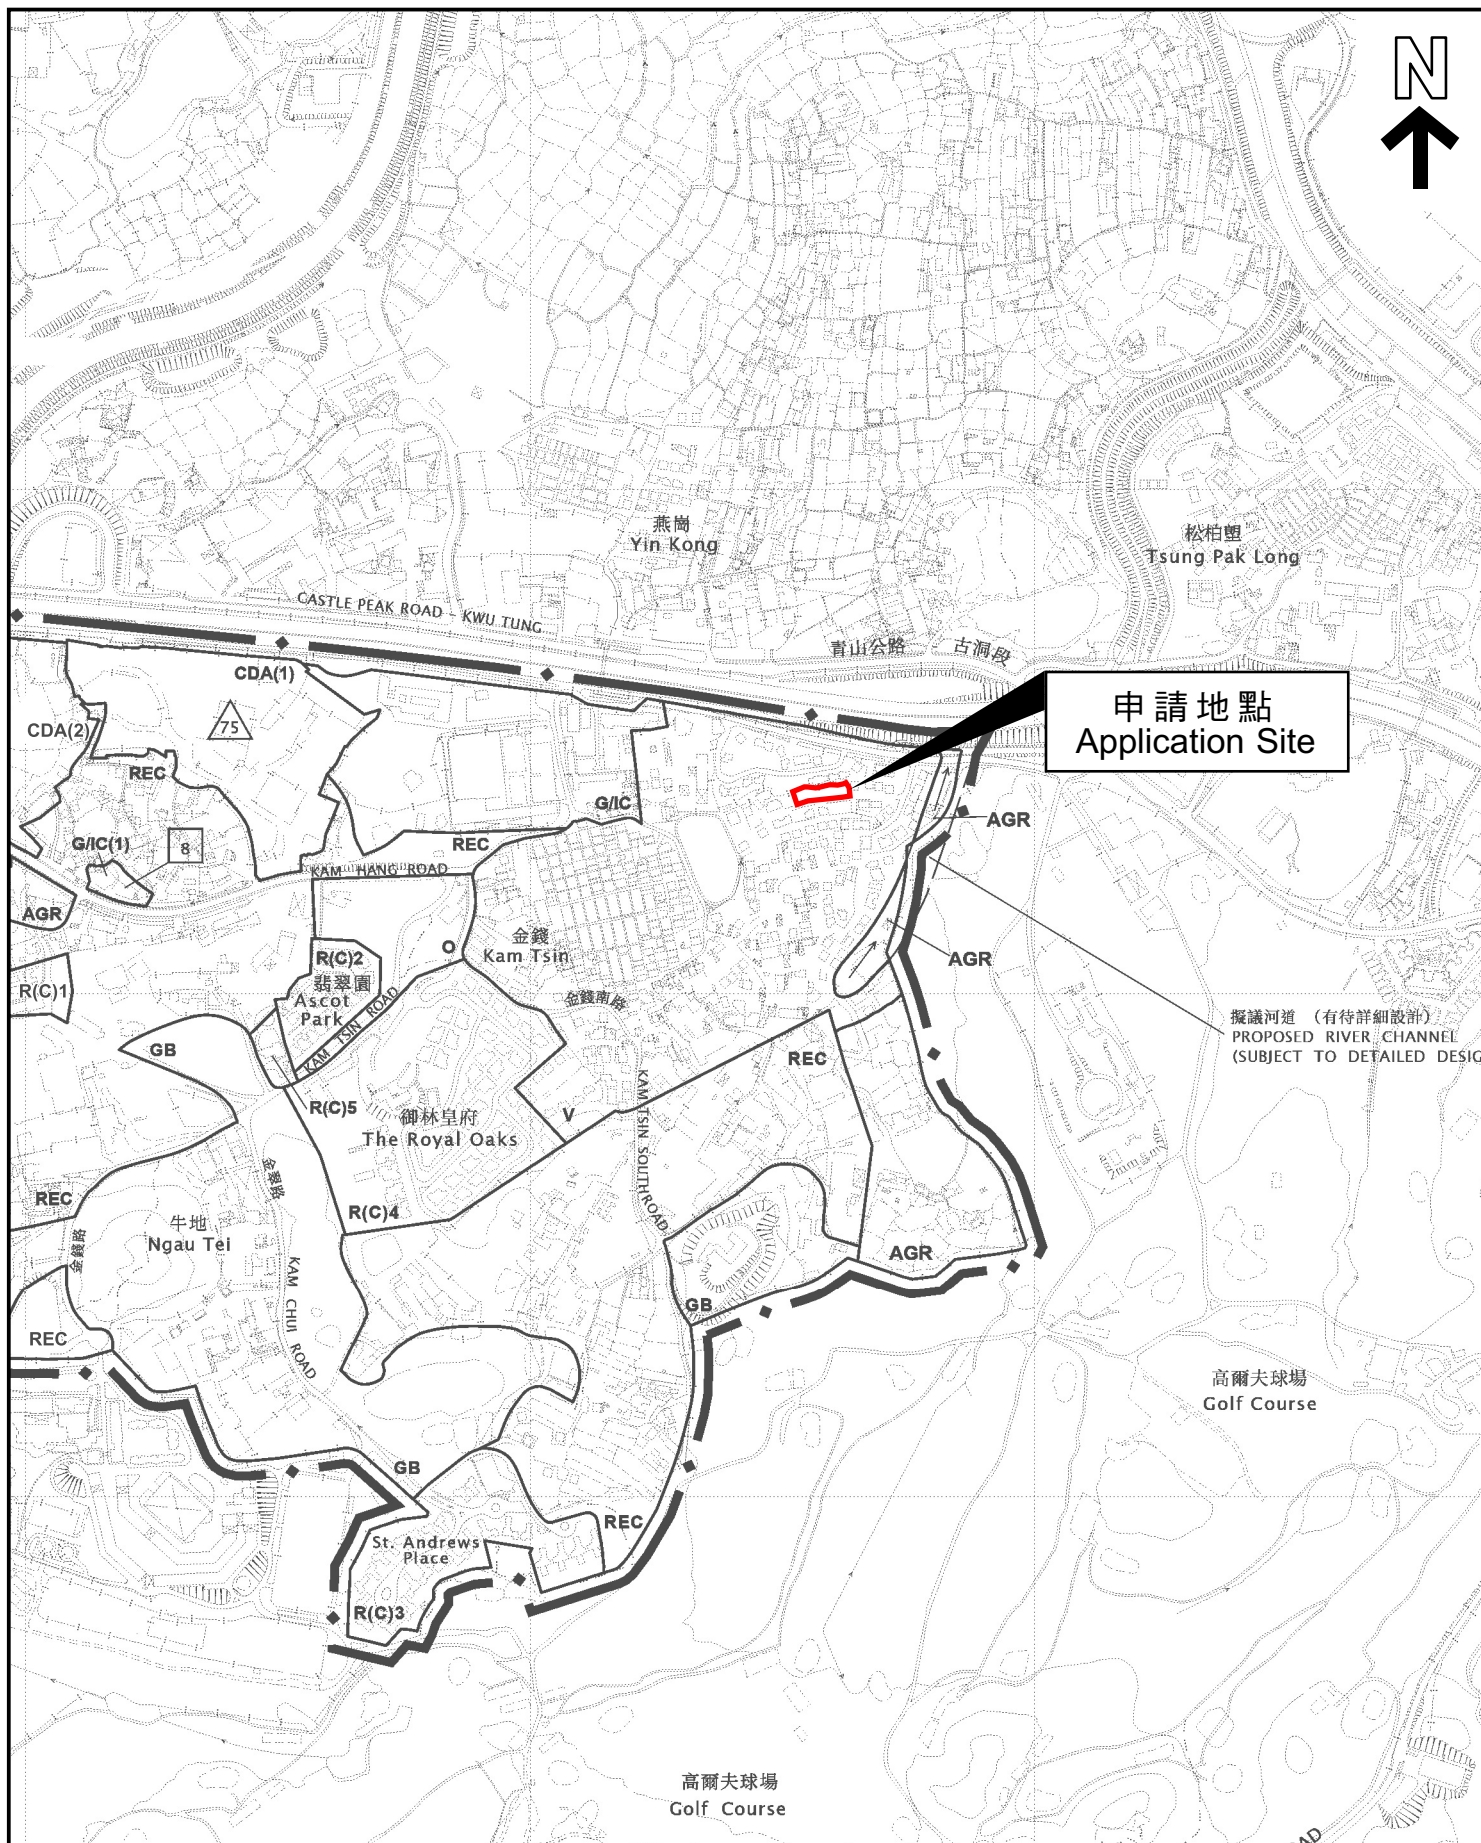 N
燕崗
Yin Kong
松柏塱
Tsung Pak Long
CASTLE PEAK ROAD - KWU TUNG
青山公路 - 古洞段
申請地點
Application Site
CDA(1)
75
CDA(2)
REC
G/IC
G/IC(1)
8
REC
KAM HANG ROAD
AGR
AGR
R(C)2
翡翠園
Ascot
Park
O
金錢
Kam Tsin
AGR
R(C)1
金錢南路
KAM TSIN ROAD
擬議河道 (有待詳細設計)
PROPOSED RIVER CHANNEL
(SUBJECT TO DETAILED DESIG
GB
REC
R(C)5
御林皇府
The Royal Oaks
V
KAM TSIN SOUTH ROAD
金翠路
REC
R(C)4
牛地
Ngau Tei
金錢路
KAM CHUI ROAD
AGR
GB
REC
高爾夫球場
Golf Course
GB
REC
St. Andrews
Place
R(C)3
高爾夫球場
Golf Course